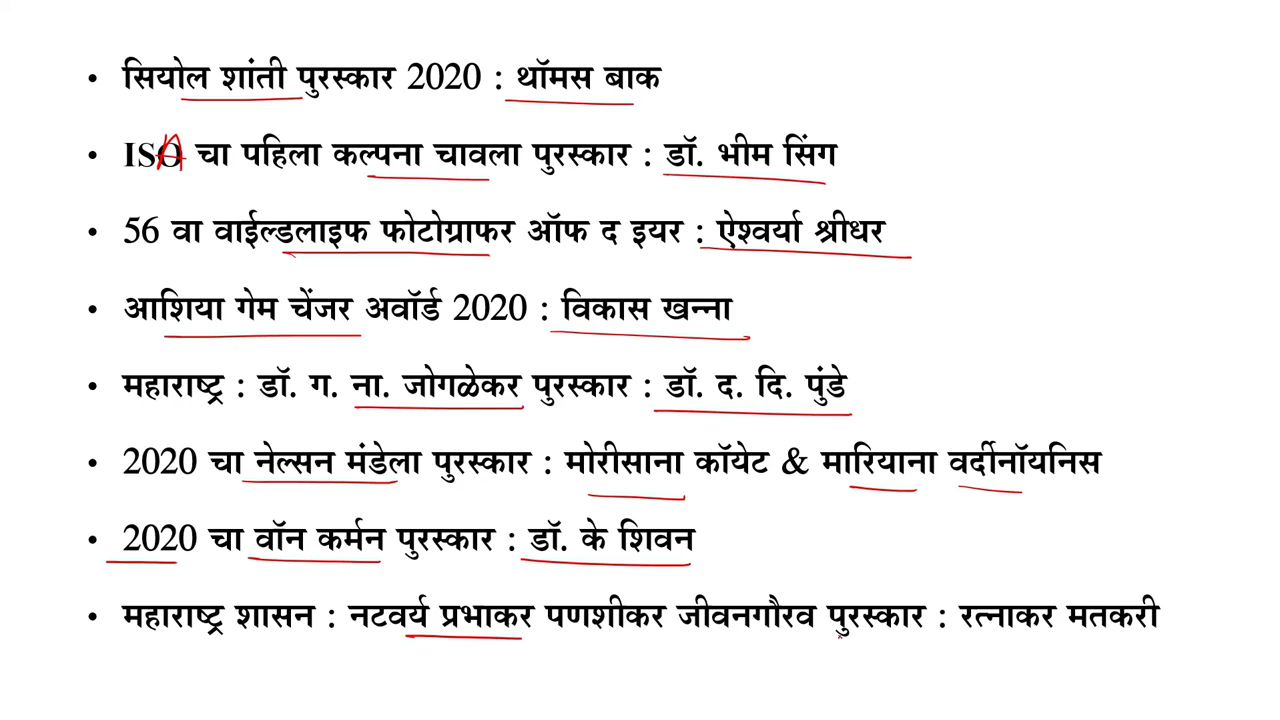 • सियोल शांती पुरस्कार 2020 : थॉमस बाक
• ISA चा पहिला कल्पना चावला पुरस्कार : डॉ. भीम सिंग
• 56 वा वाईल्डलाइफ फोटोग्राफर ऑफ द इयर : ऐश्वर्या श्रीधर
• आशिया गेम चेंजर अवॉर्ड 2020 : विकास खन्ना
• महाराष्ट्र : डॉ. ग. ना. जोगळेकर पुरस्कार : डॉ. द. दि. पुंडे
• 2020 चा नेल्सन मंडेला पुरस्कार : मोरीसाना कॉयेट & मारियाना वर्दीनॉयनिस
• 2020 चा वॉन कर्मन पुरस्कार : डॉ. के शिवन
• महाराष्ट्र शासन : नटवर्य प्रभाकर पणशीकर जीवनगौरव पुरस्कार : रत्नाकर मतकरी